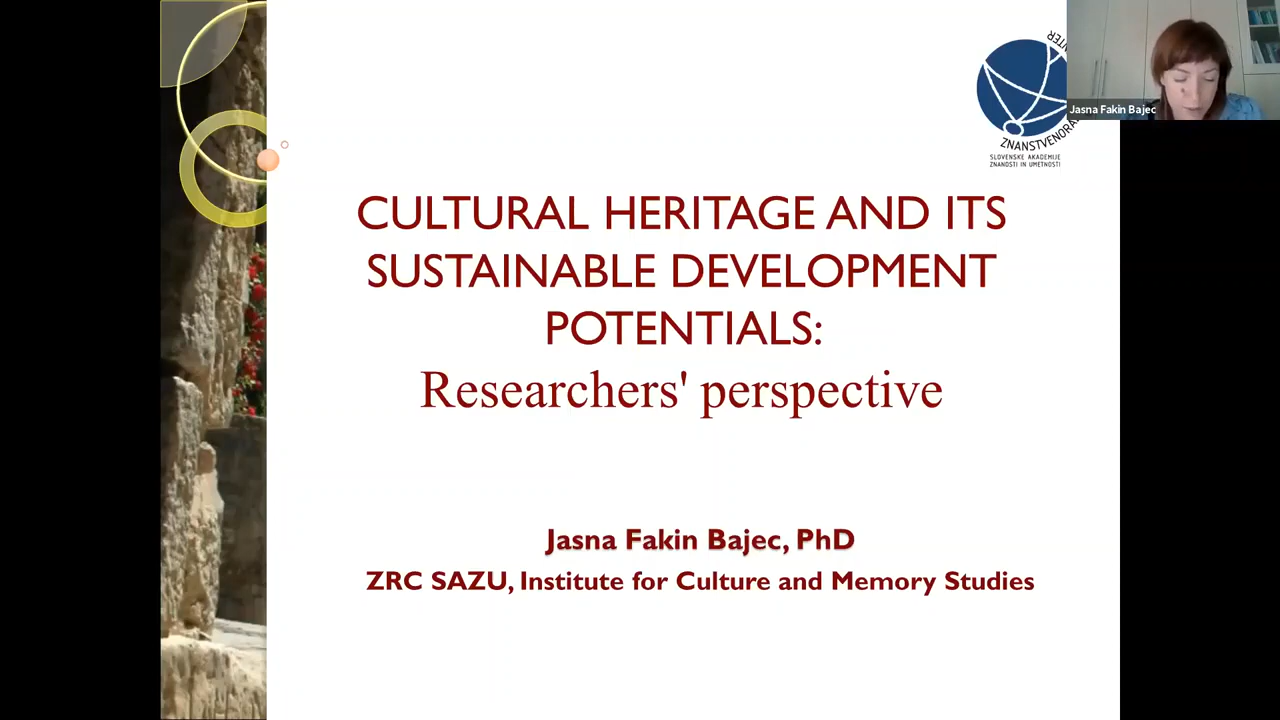 CENTER
ZNANSTVENORA
SLOVENSKE AKADEMIJE
ZNANOSTI IN UMETNOSTI
Jasna Fakin Bajec
CULTURAL HERITAGE AND ITS
SUSTAINABLE DEVELOPMENT
POTENTIALS:
Researchers' perspective
Jasna Fakin Bajec, PhD
ZRC SAZU, Institute for Culture and Memory Studies